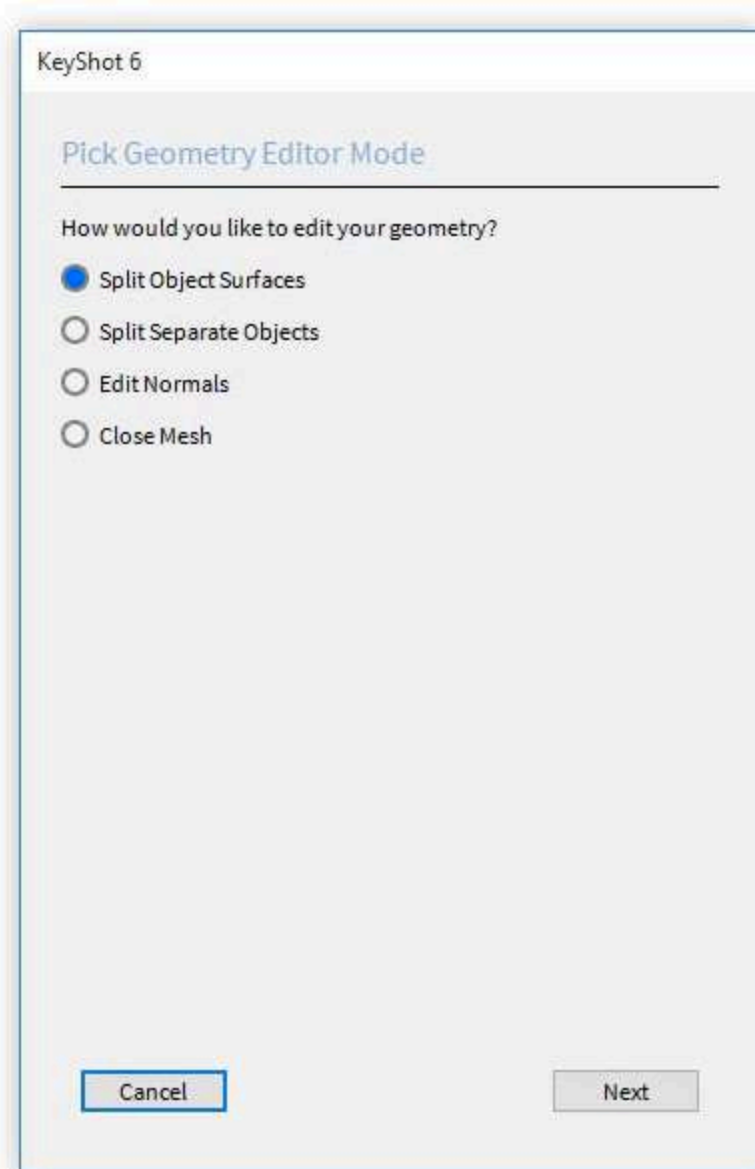 KeyShot 6
Pick Geometry Editor Mode
How would you like to edit your geometry?
Split Object Surfaces
Split Separate Objects
Edit Normals
Close Mesh
Cancel
Next